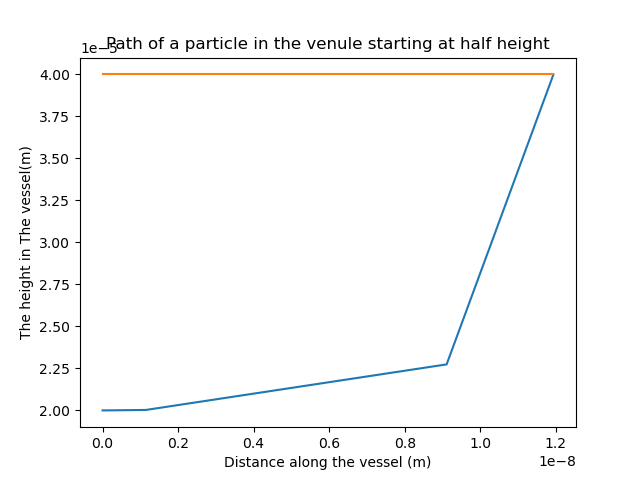 Path of a particle in the venule starting at half height
1e−5
4.00
3.75
3.50
3.25
3.00
2.75
2.50
2.25
2.00
The height in The vessel(m)
0.0 0.2 0.4 0.6 0.8 1.0 1.2
1e−8
Distance along the vessel (m)